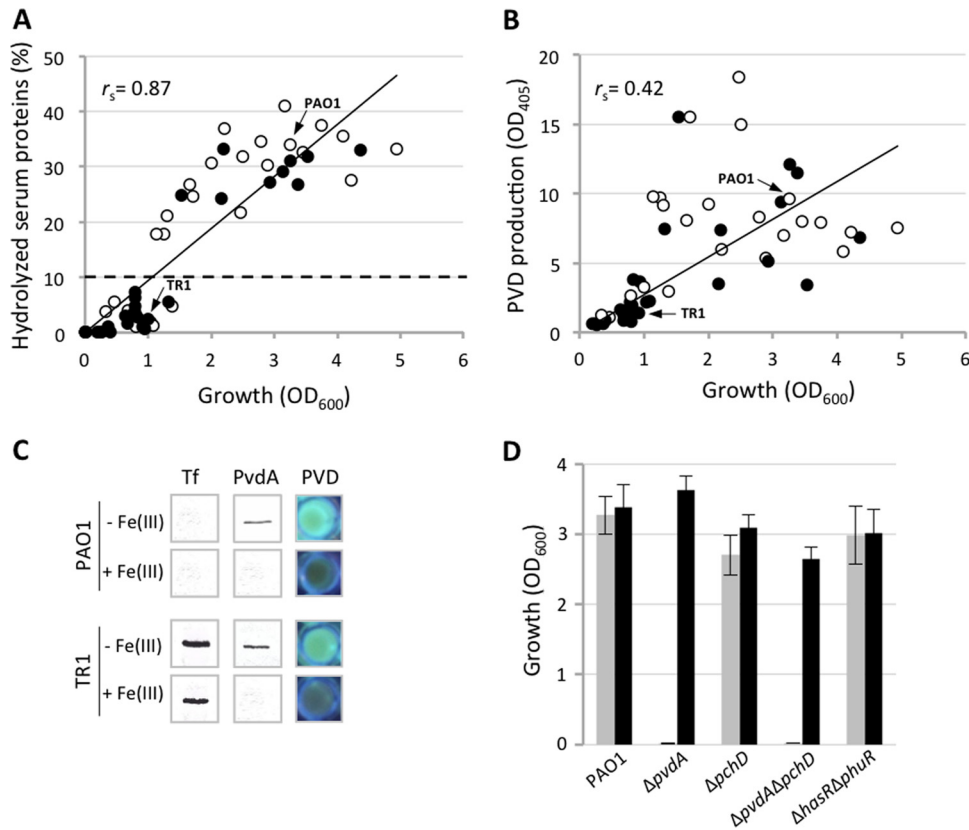 A
Hydrolyzed serum proteins (%)
50
40
30
20
10
0
rs= 0.87
PAO1
TR1
0 1 2 3 4 5 6
Growth (OD600)
B
PVD production (OD405)
20
15
10
5
0
rs= 0.42
PAO1
TR1
0 1 2 3 4 5 6
Growth (OD600)
C
Tf PvdA PVD
PAO1
- Fe(III)
+ Fe(III)
TR1
- Fe(III)
+ Fe(III)
D
Growth (OD600)
4
3
2
1
0
PAO1
ΔpvdA
ΔpchD
ΔpvdAΔpchD
ΔhasRΔphuR